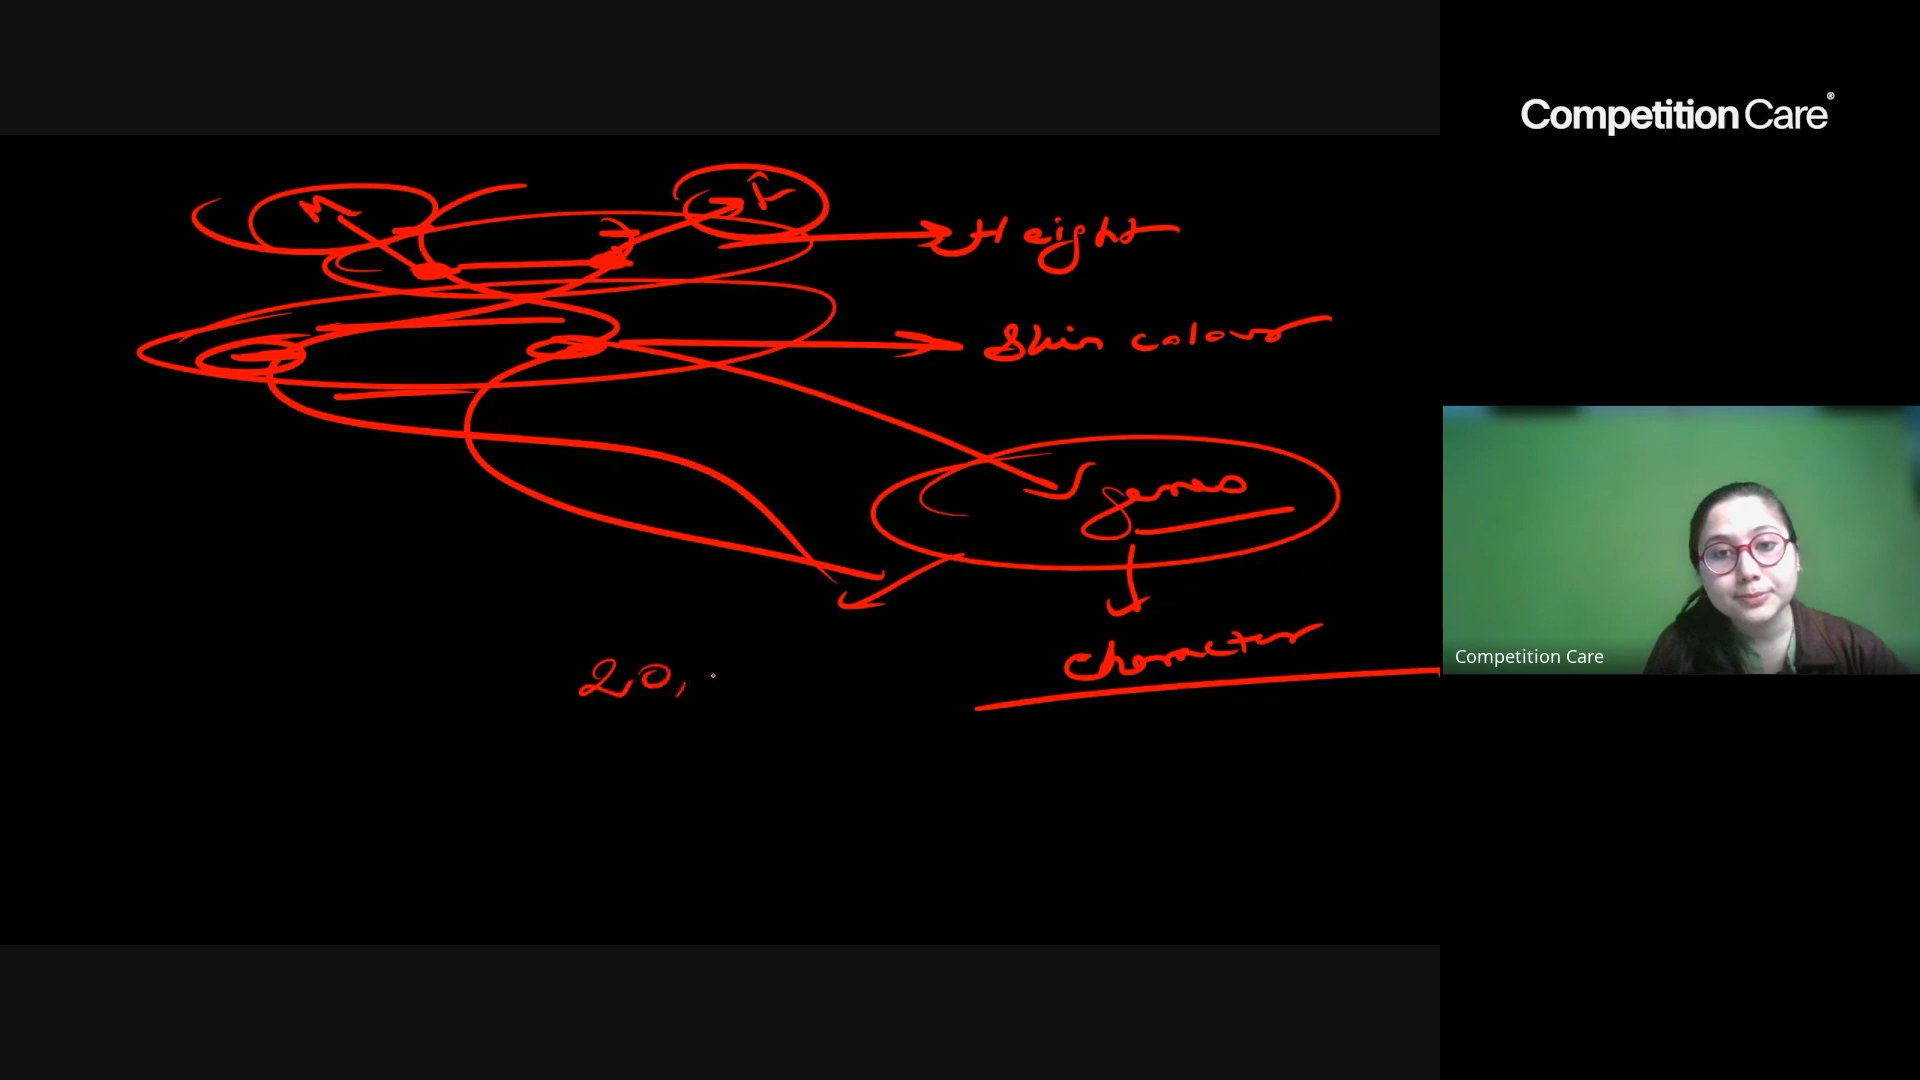 Competition Care®
M
F
Height
Skin colour
genes
Character
20,
Competition Care